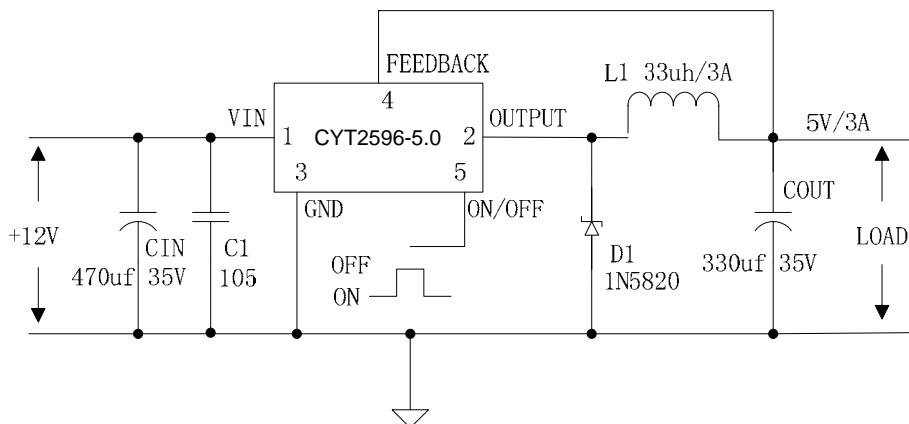 FEEDBACK
L1 33uh/3A
4
VIN
1
CYT2596-5.0
2
OUTPUT
5V/3A
3
5
GND
ON/OFF
COUT
+12V
CIN
C1
OFF
D1
LOAD
470uf 35V
105
ON
1N5820
330uf 35V